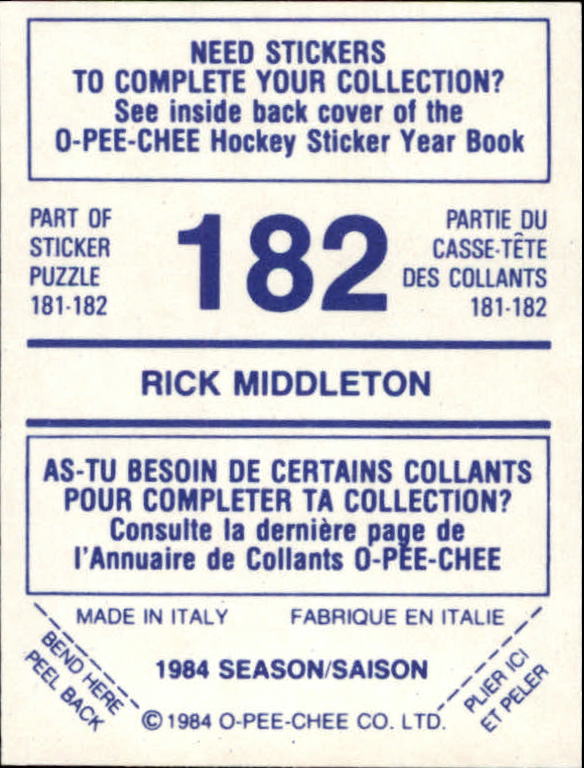 NEED STICKERS
TO COMPLETE YOUR COLLECTION?
See inside back cover of the
O-PEE-CHEE Hockey Sticker Year Book
PART OF
STICKER
PUZZLE
181-182
182
PARTIE DU
CASSE-TÊTE
DES COLLANTS
181-182
RICK MIDDLETON
AS-TU BESOIN DE CERTAINS COLLANTS
POUR COMPLETER TA COLLECTION?
Consulte la dernière page de
l'Annuaire de Collants O-PEE-CHEE
MADE IN ITALY FABRIQUE EN ITALIE
BEND HERE
PEEL BACK
1984 SEASON/SAISON
PLIER ICI
ET PELER
© 1984 O-PEE-CHEE CO. LTD.